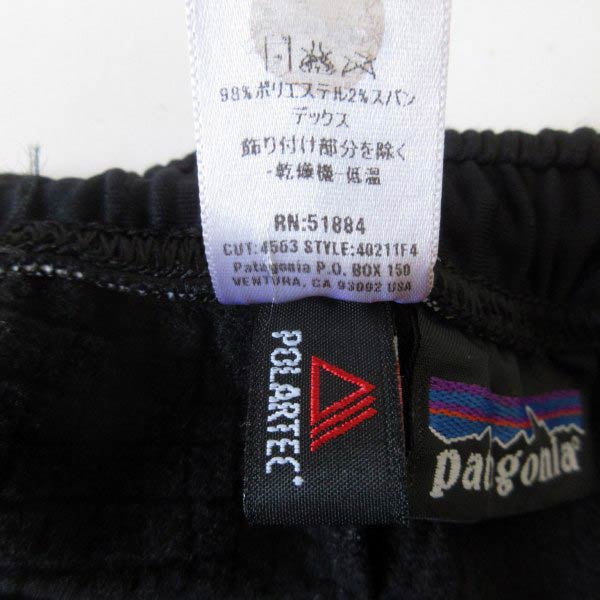 98%ポリエステル2%スパン
デックス
飾り付け部分を除く
-乾燥機-低温
RN:51884
CUT:4563 STYLE:40211F4
Patagonia P.O. BOX 150
VENTURA, CA 93092 USA
POLARTEC®
patagonia®